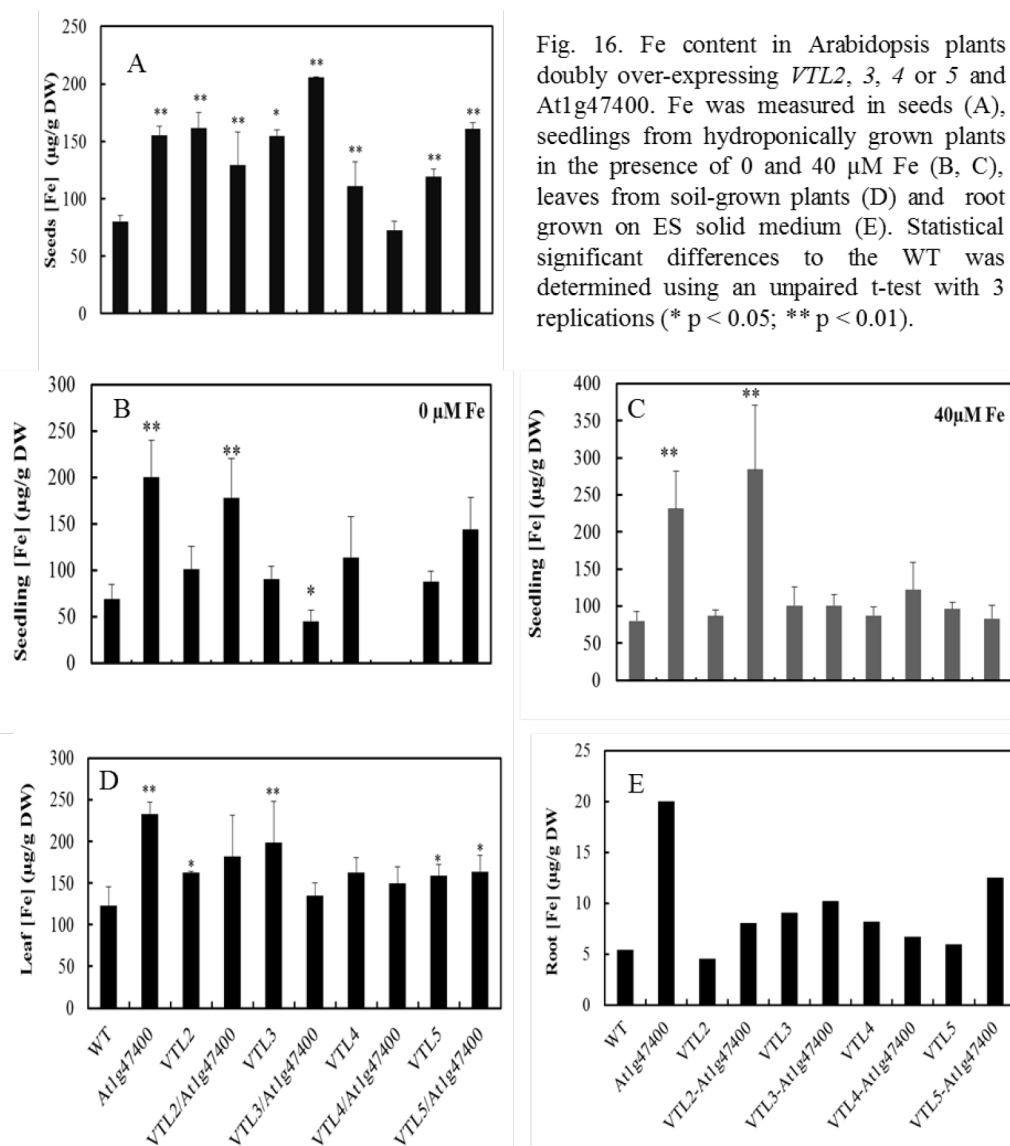 Fig. 16. Fe content in Arabidopsis plants
doubly over-expressing VTL2, 3, 4 or 5 and
At1g47400. Fe was measured in seeds (A),
seedlings from hydroponically grown plants
in the presence of 0 and 40 µM Fe (B, C),
leaves from soil-grown plants (D) and root
grown on ES solid medium (E). Statistical
significant differences to the WT was
determined using an unpaired t-test with 3
replications (* p < 0.05; ** p < 0.01).
A
Seeds [Fe] (µg/g DW)
250
200
150
100
50
0
** ** ** * ** ** ** **
B
0 µM Fe
Seedling [Fe] (µg/g DW
300
250
200
150
100
50
0
** ** *
C
40µM Fe
Seedling [Fe] (µg/g DW)
400
350
300
250
200
150
100
50
0
** **
D
Leaf [Fe] (µg/g DW)
300
250
200
150
100
50
0
** * ** * *
WT
At1g47400
VTL2
VTL2/At1g47400
VTL3
VTL3/At1g47400
VTL4
VTL4/At1g47400
VTL5
VTL5/At1g47400
E
Root [Fe] (µg/g DW
25
20
15
10
5
0
WT
At1g47400
VTL2
VTL2-At1g47400
VTL3
VTL3-At1g47400
VTL4
VTL4-At1g47400
VTL5
VTL5-At1g47400